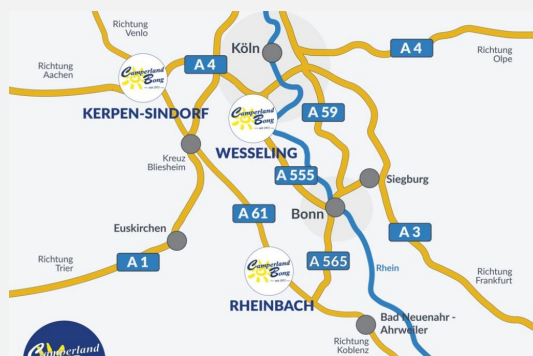 Richtung
Venlo
Köln
A 4
A 4
Richtung
Olpe
Richtung
Aachen
Camperland
Bong
KERPEN-SINDORF
Camperland
Bong
WESSELING
A 59
Kreuz
Bliesheim
A 555
Siegburg
A 61
Bonn
Euskirchen
A 3
A 1
Richtung
Trier
Camperland
Bong
RHEINBACH
A 565
Rhein
Richtung
Frankfurt
Bad Neuenahr -
Ahrweiler
Richtung
Koblenz
Camperland